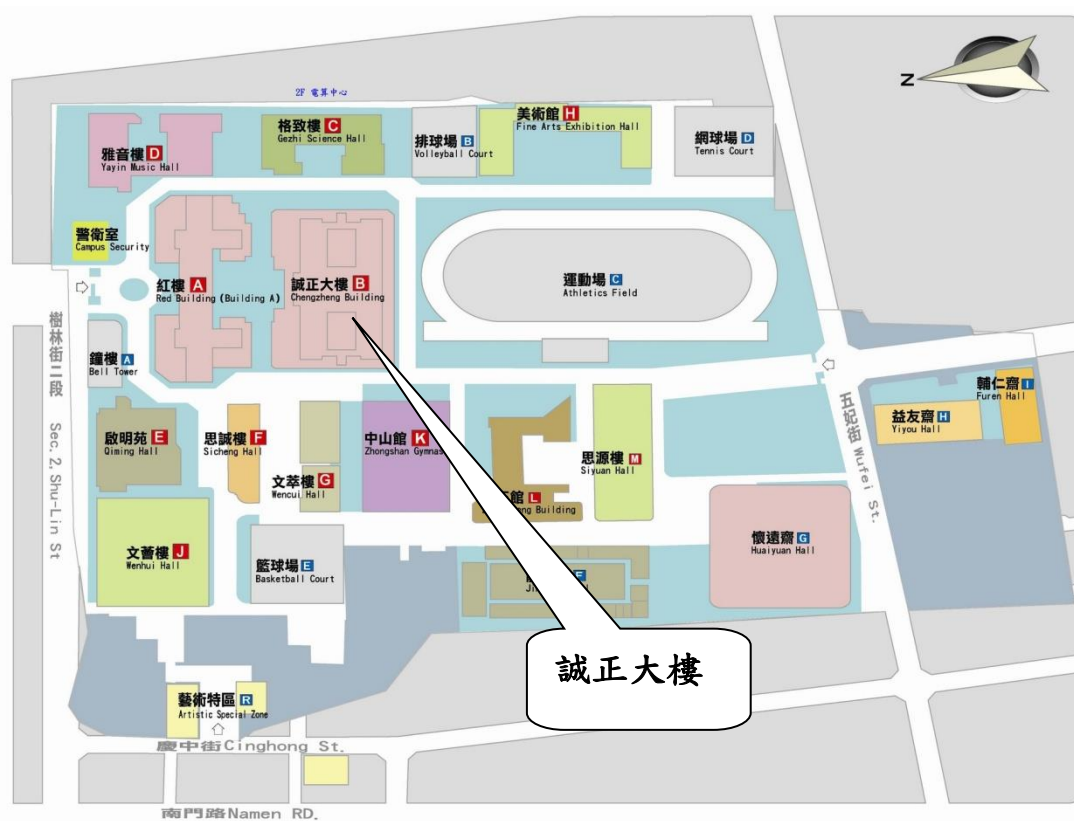 2F 電算中心
N
雅音樓 D
Yayin Music Hall
格致樓 C
Gezhi Science Hall
排球場 B
Volleyball Court
美術館 H
Fine Arts Exhibition Hall
網球場 D
Tennis Court
警衛室
Campus Security
紅樓 A
Red Building (Building A)
誠正大樓 B
Chengzheng Building
運動場 C
Athletics Field
樹林街二段 Sec. 2. Shu-Lin St
鐘樓 A
Bell Tower
啟明苑 E
Qiming Hall
思誠樓 F
Sicheng Hall
文萃樓 G
Wencui Hall
中山館 K
Zhongshan Gymnas
館 L
eng Building
思源樓 M
Siyuan Hall
五妃街 Wufei St.
益友齋 H
Yiyou Hall
輔仁齋 I
Furen Hall
文薈樓 J
Wenhui Hall
籃球場 E
Basketball Court
F
懷遠齋 G
Huaiyuan Hall
誠正大樓
藝術特區 R
Artistic Special Zone
慶中街Cinghong St.
南門路Namen RD.